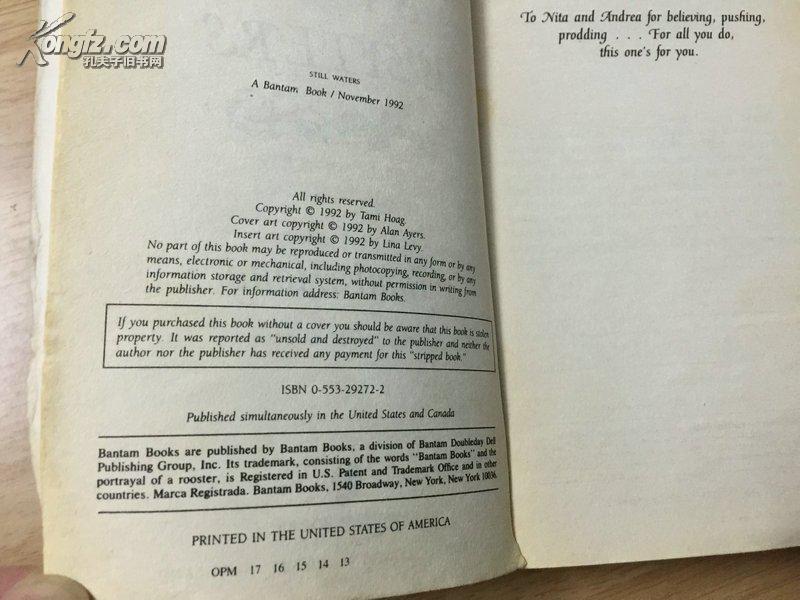 Kongfz.com
孔夫子旧书网
STILL WATERS
A Bantam Book / November 1992
All rights reserved.
Copyright © 1992 by Tami Hoag.
Cover art copyright © 1992 by Alan Ayers.
Insert art copyright © 1992 by Lina Levy.
No part of this book may be reproduced or transmitted in any form or by any
means, electronic or mechanical, including photocopying, recording, or by any
information storage and retrieval system, without permission in writing from
the publisher. For information address: Bantam Books.
If you purchased this book without a cover you should be aware that this book is stolen
property. It was reported as "unsold and destroyed" to the publisher and neither the
author nor the publisher has received any payment for this "stripped book."
ISBN 0-553-29272-2
Published simultaneously in the United States and Canada
Bantam Books are published by Bantam Books, a division of Bantam Doubleday Dell
Publishing Group, Inc. Its trademark, consisting of the words "Bantam Books" and the
portrayal of a rooster, is Registered in U.S. Patent and Trademark Office and in other
countries. Marca Registrada. Bantam Books, 1540 Broadway, New York, New York 10036.
PRINTED IN THE UNITED STATES OF AMERICA
OPM 17 16 15 14 13
To Nita and Andrea for believing, pushing,
prodding . . . For all you do,
this one's for you.